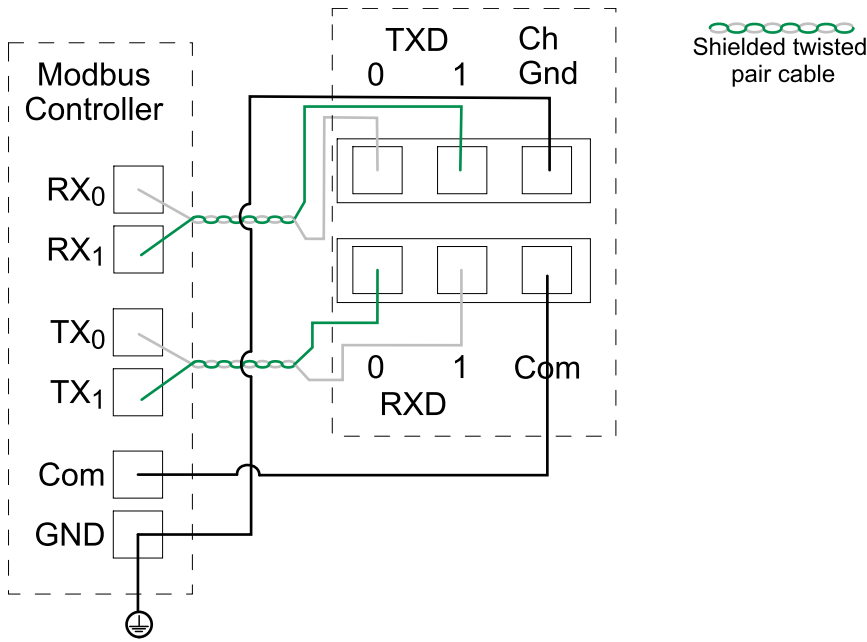 Modbus
Controller
RX0
RX1
TX0
TX1
Com
GND
TXD
0 1
Ch
Gnd
0 1 Com
RXD
Shielded twisted
pair cable